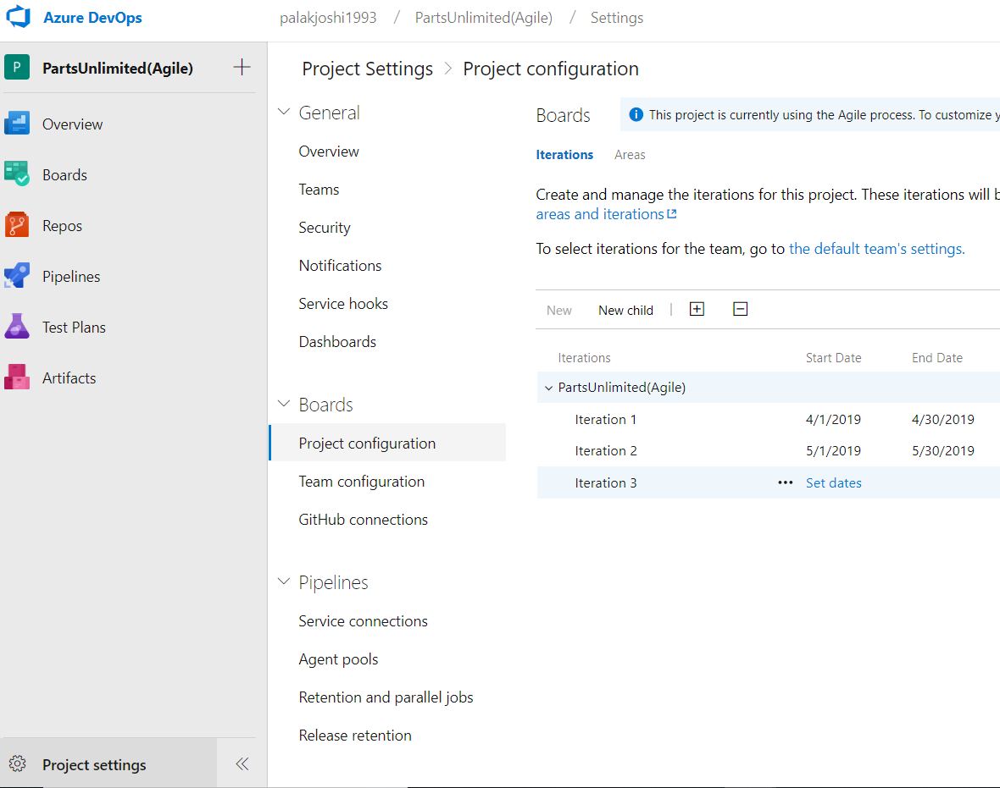 Azure DevOps
palakjoshi1993 / PartsUnlimited(Agile) / Settings
P PartsUnlimited(Agile)
Overview
Boards
Repos
Pipelines
Test Plans
Artifacts
Project settings
Project Settings > Project configuration
General
Overview
Teams
Security
Notifications
Service hooks
Dashboards
Boards
Project configuration
Team configuration
GitHub connections
Pipelines
Service connections
Agent pools
Retention and parallel jobs
Release retention
Boards
This project is currently using the Agile process. To customize y
Iterations Areas
Create and manage the iterations for this project. These iterations will b
areas and iterations
To select iterations for the team, go to the default team's settings.
New New child |
Iterations Start Date End Date
PartsUnlimited(Agile)
Iteration 1 4/1/2019 4/30/2019
Iteration 2 5/1/2019 5/30/2019
Iteration 3 ••• Set dates